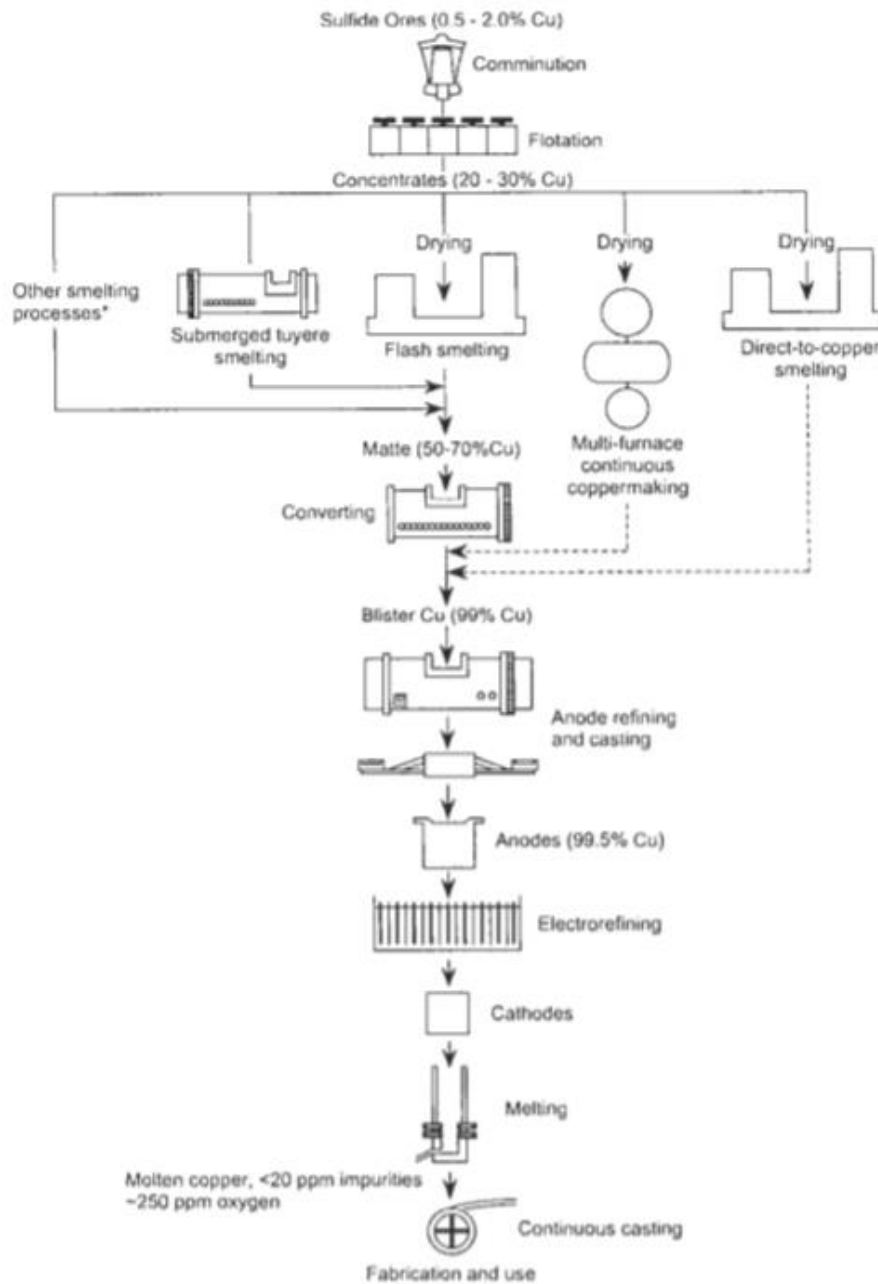 Sulfide Ores (0.5 - 2.0% Cu)
Comminution
Flotation
Concentrates (20 - 30% Cu)
Drying
Drying
Drying
Other smelting
processes*
Submerged tuyere
smelting
Flash smelting
Direct-to-copper
smelting
Matte (50-70%Cu)
Multi-furnace
continuous
coppermaking
Converting
Blister Cu (99% Cu)
Anode refining
and casting
Anodes (99.5% Cu)
Electrorefining
Cathodes
Melting
Molten copper, <20 ppm impurities
~250 ppm oxygen
Continuous casting
Fabrication and use